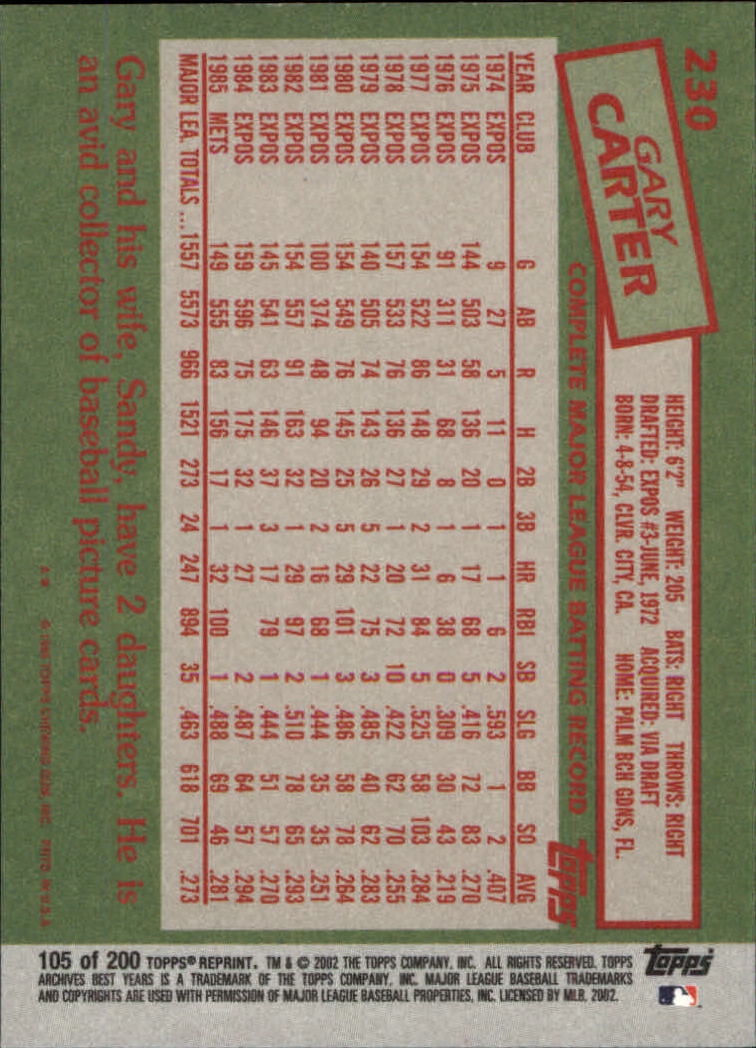 230
GARY
CARTER
HEIGHT: 6'2" WEIGHT: 205 BATS: RIGHT THROWS: RIGHT
DRAFTED: EXPOS #3-JUNE, 1972 ACQUIRED: VIA DRAFT
BORN: 4-8-54, CLVR. CITY, CA. HOME: PALM BCH GDNS, FL.
COMPLETE MAJOR LEAGUE BATTING RECORD topps
YEAR CLUB G AB R H 2B 3B HR RBI SB SLG BB SO AVG
1974 EXPOS 9 27 5 11 0 1 1 6 2 .593 1 2 .407
1975 EXPOS 144 503 58 136 20 1 17 68 5 .416 72 83 .270
1976 EXPOS 91 311 31 68 8 1 6 38 0 .309 30 43 .219
1977 EXPOS 154 522 86 148 29 2 31 84 5 .525 58 103 .284
1978 EXPOS 157 533 76 136 27 1 20 72 10 .422 62 70 .255
1979 EXPOS 140 505 74 143 26 5 22 75 3 .485 40 62 .283
1980 EXPOS 154 549 76 145 25 5 29 101 3 .486 58 78 .264
1981 EXPOS 100 374 48 94 20 2 16 68 1 .444 35 35 .251
1982 EXPOS 154 557 91 163 32 1 29 97 2 .510 78 65 .293
1983 EXPOS 145 541 63 146 37 3 17 79 1 .444 51 57 .270
1984 EXPOS 159 596 75 175 32 1 27 2 .487 64 57 .294
1985 METS 149 555 83 156 17 1 32 100 1 .488 69 46 .281
MAJOR LEA. TOTALS ...1557 5573 966 1521 273 24 247 894 35 .463 618 701 .273
Gary and his wife, Sandy, have 2 daughters. He is
an avid collector of baseball picture cards.
TOPPS CHEWING GUM, INC. PRTD. IN U.S.A.
topps
105 of 200 TOPPS® REPRINT. TM & © 2002 THE TOPPS COMPANY, INC. ALL RIGHTS RESERVED. TOPPS
ARCHIVES BEST YEARS IS A TRADEMARK OF THE TOPPS COMPANY, INC. MAJOR LEAGUE BASEBALL TRADEMARKS
AND COPYRIGHTS ARE USED WITH PERMISSION OF MAJOR LEAGUE BASEBALL PROPERTIES, INC. LICENSED BY MLB. 2002.